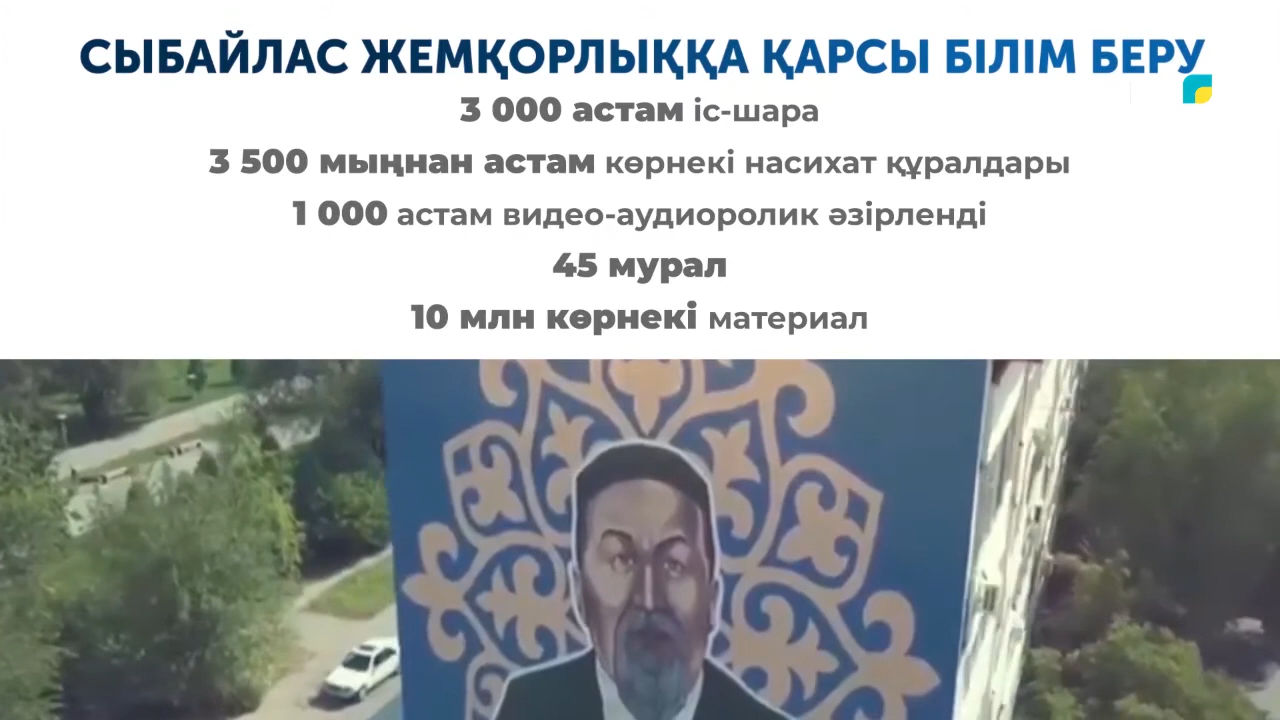 СЫБАЙЛАС ЖЕМҚОРЛЫҚҚА ҚАРСЫ БІЛІМ БЕРУ
3 000 астам іс-шара
3 500 мыңнан астам көрнекі насихат құралдары
1 000 астам видео-аудиоролик әзірленді
45 мурал
10 млн көрнекі материал